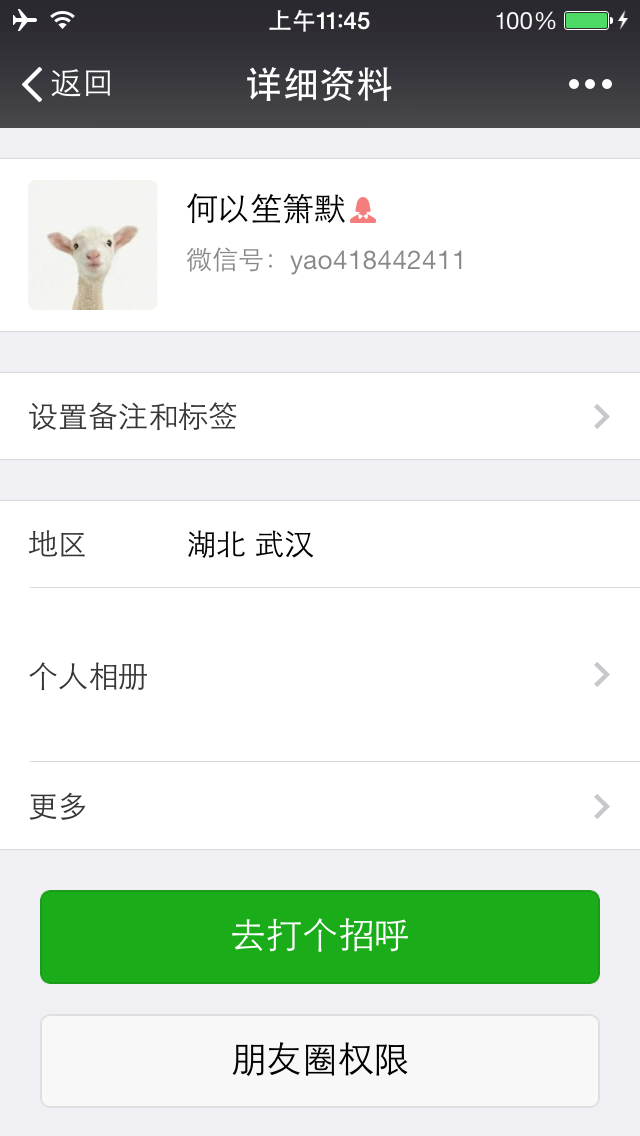 上午11:45
100%
返回
详细资料
何以笙箫默
微信号：yao418442411
设置备注和标签
地区
湖北 武汉
个人相册
更多
去打个招呼
朋友圈权限